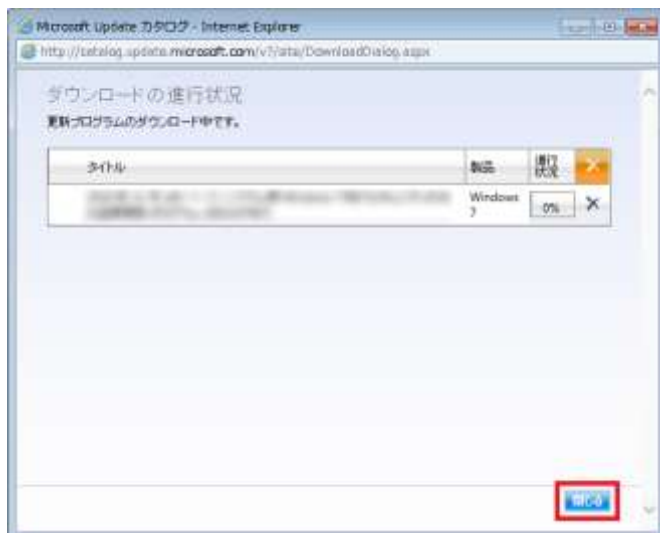 Microsoft Update カタログ - Internet Explorer
http://catalog.update.microsoft.com/v7/site/DownloadDialog.aspx
ダウンロードの進行状況
更新プログラムのダウンロード中です。
タイトル 製品 進行状況
Windows 7 0%
閉じる